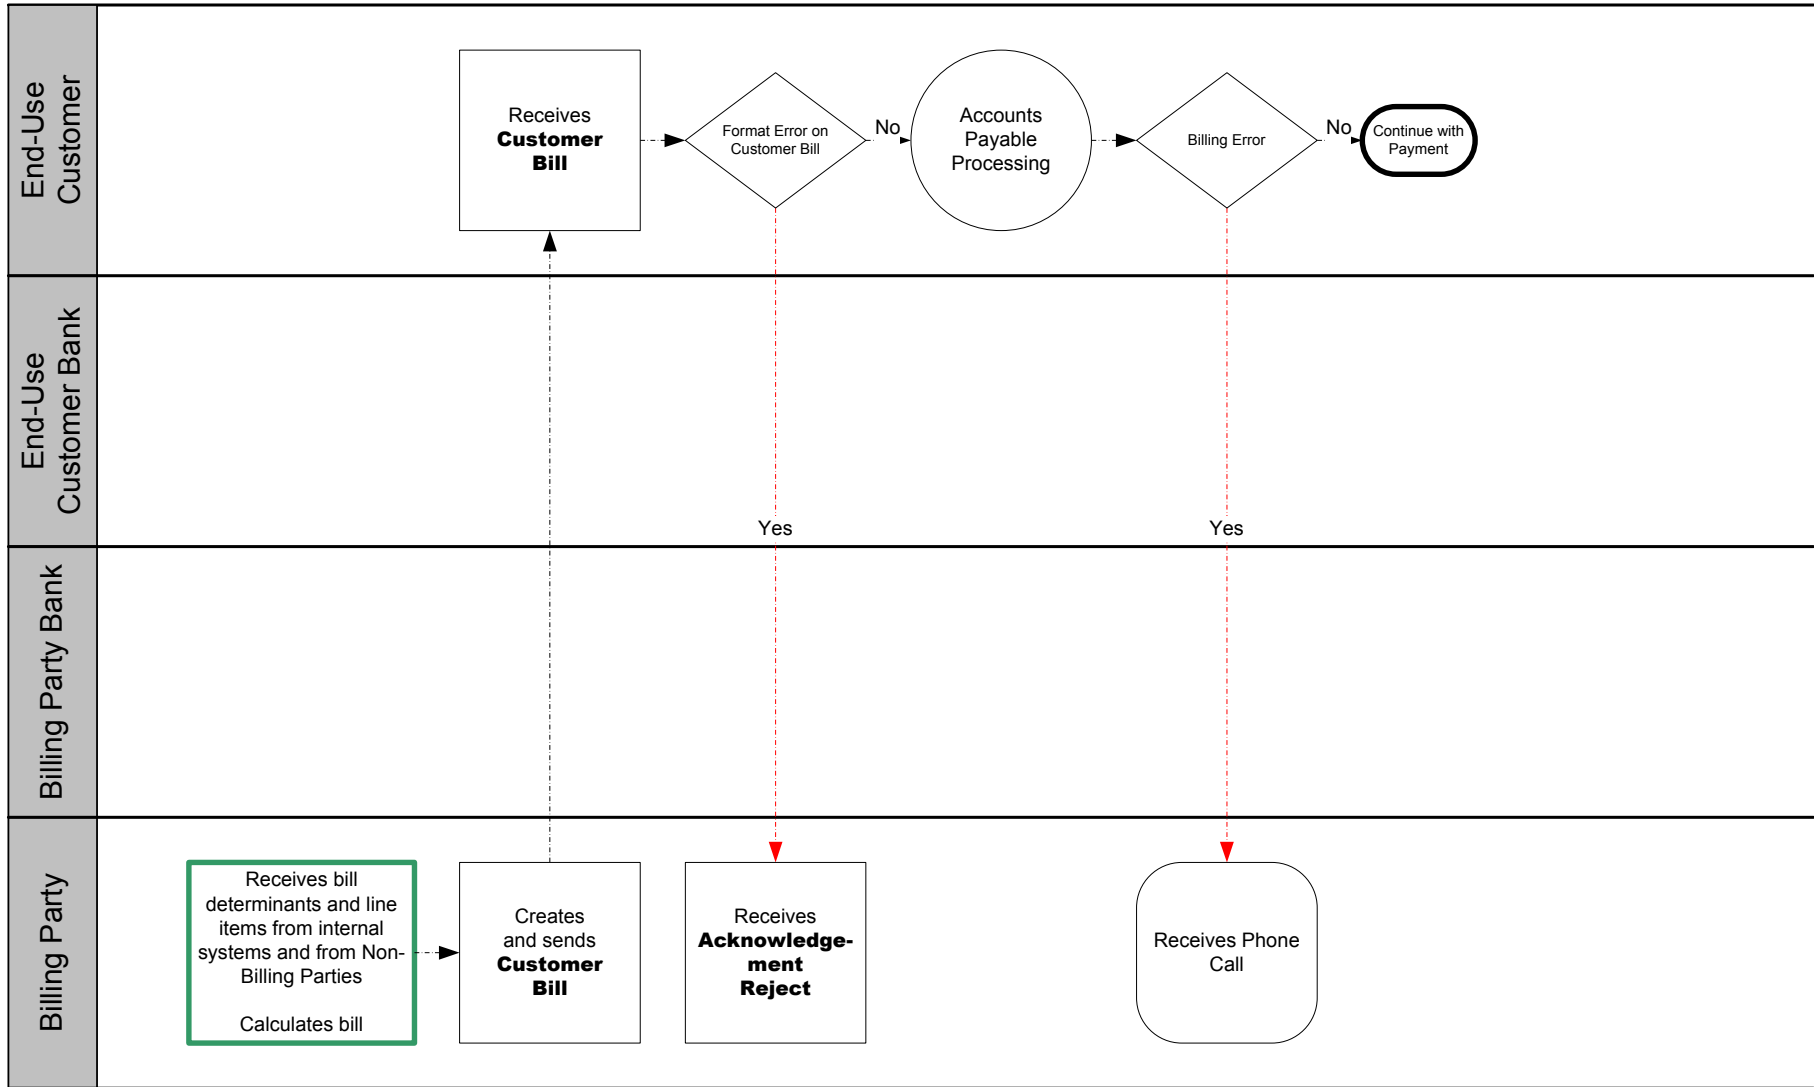 End-Use
Customer
Receives
Customer
Bill
Format Error on
Customer Bill
No
Accounts
Payable
Processing
Billing Error
No
Continue with
Payment
End-Use
Customer Bank
Yes
Yes
Billing Party Bank
Billing Party
Receives bill
determinants and line
items from internal
systems and from Non-
Billing Parties
Calculates bill
Creates
and sends
Customer
Bill
Receives
Acknowledge-
ment
Reject
Receives Phone
Call